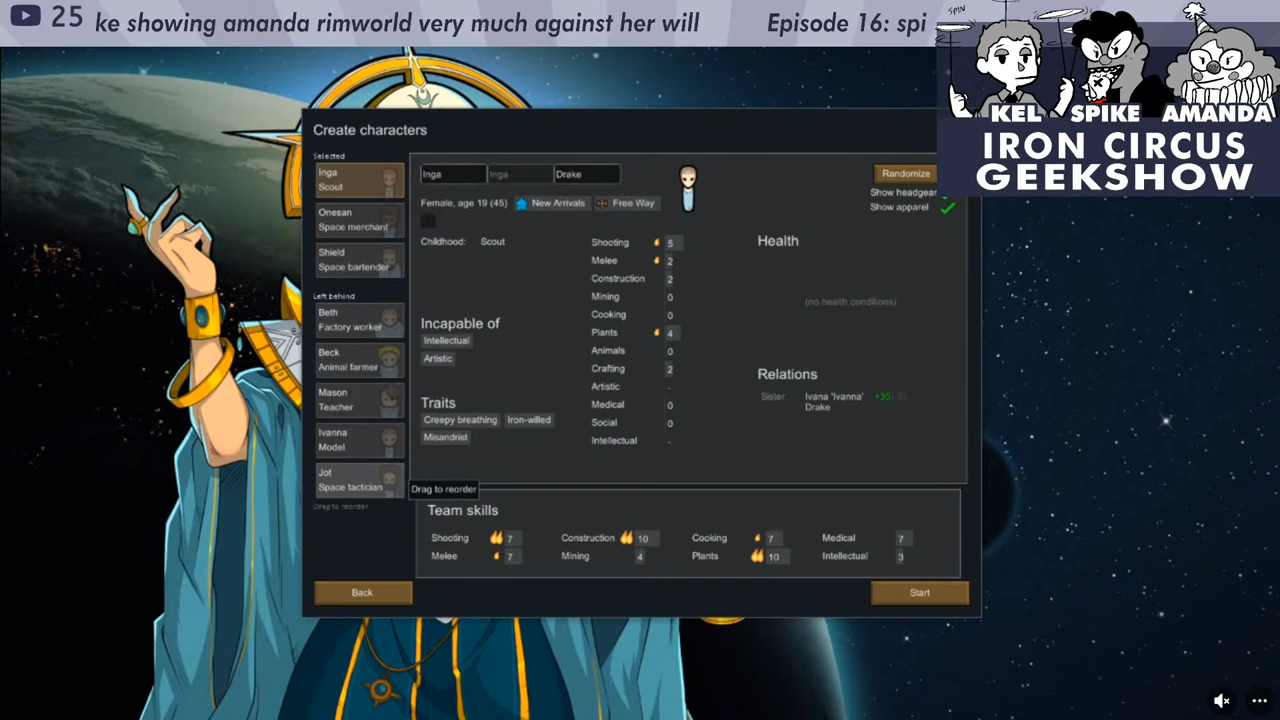 25 ke showing amanda rimworld very much against her will Episode 16: spi
SPIN
KEL SPIKE AMANDA
IRON CIRCUS
GEEKSHOW
Create characters
Selected
Inga
Scout
Onesan
Space merchant
Shield
Space bartender
Left behind
Beth
Factory worker
Beck
Animal farmer
Mason
Teacher
Ivanna
Model
Jot
Space tactician
Drag to reorder
Inga Inga Drake
Randomize
Show headgear
Show apparel
Female, age 19 (45) New Arrivals Free Way
Childhood: Scout
Incapable of
Intellectual
Artistic
Traits
Creepy breathing Iron-willed
Misandrist
Shooting 5
Melee 2
Construction 2
Mining 0
Cooking 0
Plants 4
Animals 0
Crafting 2
Artistic -
Medical 0
Social 0
Intellectual -
Health
(no health conditions)
Relations
Sister Ivana 'Ivanna' +35
Drake
Drag to reorder
Team skills
Shooting 7 Construction 10 Cooking 7 Medical 7
Melee 7 Mining 4 Plants 10 Intellectual 3
Back
Start